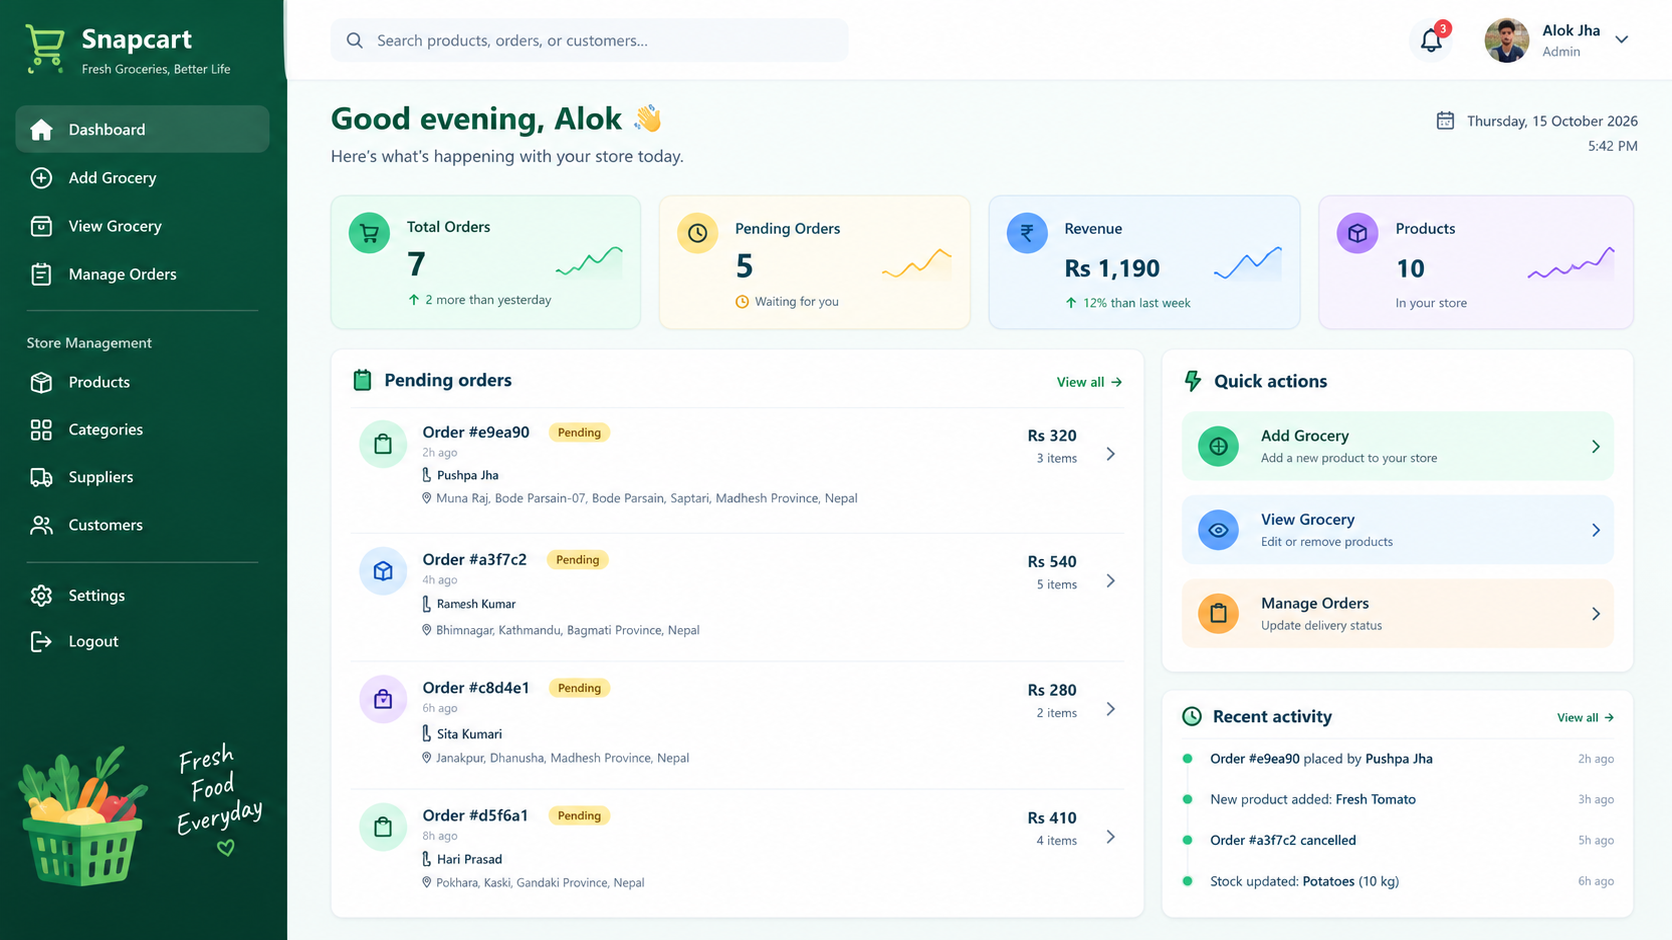 Snapcart
Fresh Groceries, Better Life
Dashboard
Add Grocery
View Grocery
Manage Orders
Store Management
Products
Categories
Suppliers
Customers
Settings
Logout
Fresh
Food
Everyday
Search products, orders, or customers...
3
Alok Jha
Admin
Good evening, Alok 👋
Here's what's happening with your store today.
Thursday, 15 October 2026
5:42 PM
Total Orders
7
↑ 2 more than yesterday
Pending Orders
5
Waiting for you
₹
Revenue
Rs 1,190
↑ 12% than last week
Products
10
In your store
Pending orders
View all →
Order #e9ea90 Pending
2h ago
Pushpa Jha
Muna Raj, Bode Parsain-07, Bode Parsain, Saptari, Madhesh Province, Nepal
Rs 320
3 items
Order #a3f7c2 Pending
4h ago
Ramesh Kumar
Bhimnagar, Kathmandu, Bagmati Province, Nepal
Rs 540
5 items
Order #c8d4e1 Pending
6h ago
Sita Kumari
Janakpur, Dhanusha, Madhesh Province, Nepal
Rs 280
2 items
Order #d5f6a1 Pending
8h ago
Hari Prasad
Pokhara, Kaski, Gandaki Province, Nepal
Rs 410
4 items
Quick actions
Add Grocery
Add a new product to your store
View Grocery
Edit or remove products
Manage Orders
Update delivery status
Recent activity
View all →
Order #e9ea90 placed by Pushpa Jha 2h ago
New product added: Fresh Tomato 3h ago
Order #a3f7c2 cancelled 5h ago
Stock updated: Potatoes (10 kg) 6h ago